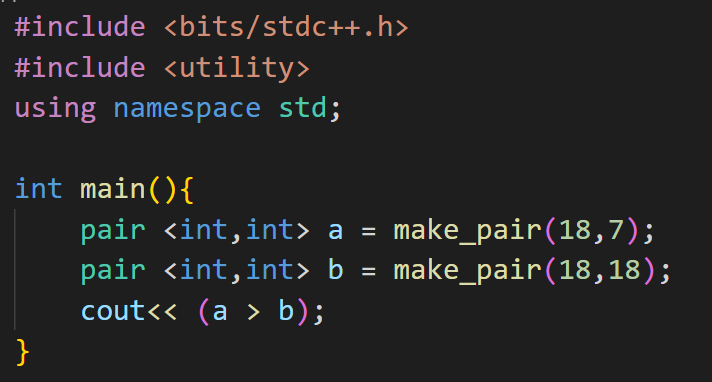 #include <bits/stdc++.h>
#include <utility>
using namespace std;

int main(){
    pair <int,int> a = make_pair(18,7);
    pair <int,int> b = make_pair(18,18);
    cout<< (a > b);
}